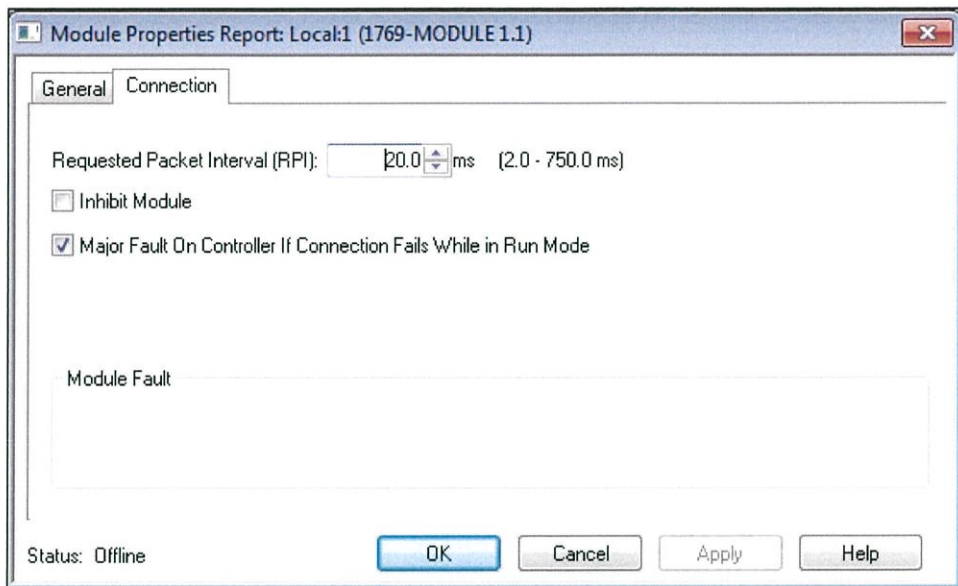 Module Properties Report: Local:1 (1769-MODULE 1.1)
General Connection
Requested Packet Interval (RPI): 20.0 ms (2.0 - 750.0 ms)
Inhibit Module
Major Fault On Controller If Connection Fails While in Run Mode
Module Fault
Status: Offline OK Cancel Apply Help